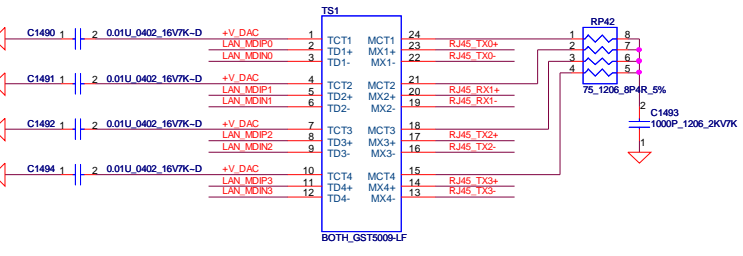 TS1
RP42
C1490 1 2 0.01U_0402_16V7K~D +V_DAC 1 TCT1 MCT1 24 1 8
LAN_MDIP0 2 TD1+ MX1+ 23 RJ45_TX0+ 2 7
LAN_MDIN0 3 TD1- MX1- 22 RJ45_TX0- 3 6
4 5
C1491 1 2 0.01U_0402_16V7K~D +V_DAC 4 TCT2 MCT2 21
LAN_MDIP1 5 TD2+ MX2+ 20 RJ45_RX1+ 75_1206_8P4R_5%
LAN_MDIN1 6 TD2- MX2- 19 RJ45_RX1-
2
C1493
C1492 1 2 0.01U_0402_16V7K~D +V_DAC 7 TCT3 MCT3 18 1000P_1206_2KV7K
LAN_MDIP2 8 TD3+ MX3+ 17 RJ45_TX2+ 1
LAN_MDIN2 9 TD3- MX3- 16 RJ45_TX2-
C1494 1 2 0.01U_0402_16V7K~D +V_DAC 10 TCT4 MCT4 15
LAN_MDIP3 11 TD4+ MX4+ 14 RJ45_TX3+
LAN_MDIN3 12 TD4- MX4- 13 RJ45_TX3-
BOTH_GST5009-LF